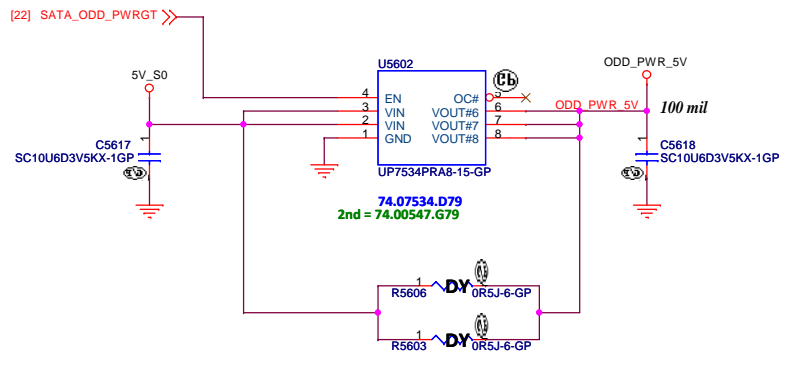 [22] SATA_ODD_PWRGT
5V_S0
U5602
ODD_PWR_5V
4 EN OC# 5
3 VIN VOUT#6 6 ODD_PWR_5V 100 mil
2 VIN VOUT#7 7
1 GND VOUT#8 8
C5617 1
SC10U6D3V5KX-1GP
1 C5618
SC10U6D3V5KX-1GP
UP7534PRA8-15-GP
74.07534.D79
2nd = 74.00547.G79
1 DY
R5606 0R5J-6-GP
1 DY
R5603 0R5J-6-GP